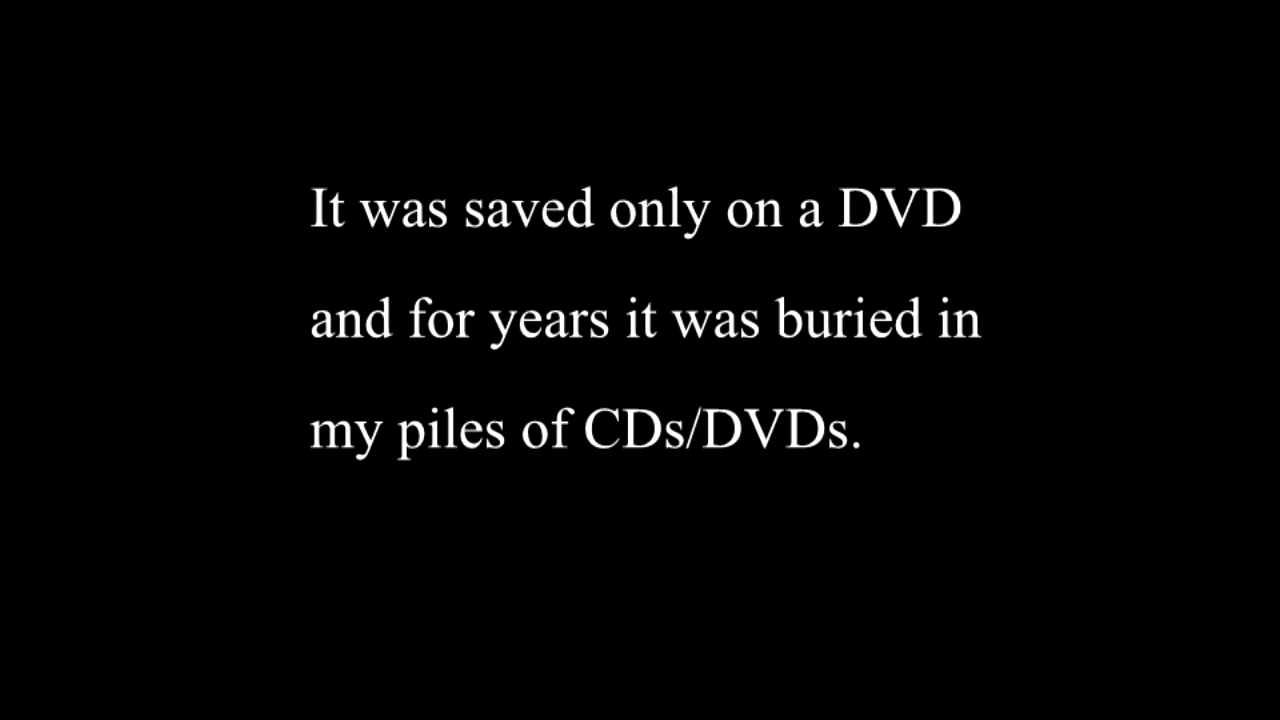 It was saved only on a DVD
and for years it was buried in
my piles of CDs/DVDs.